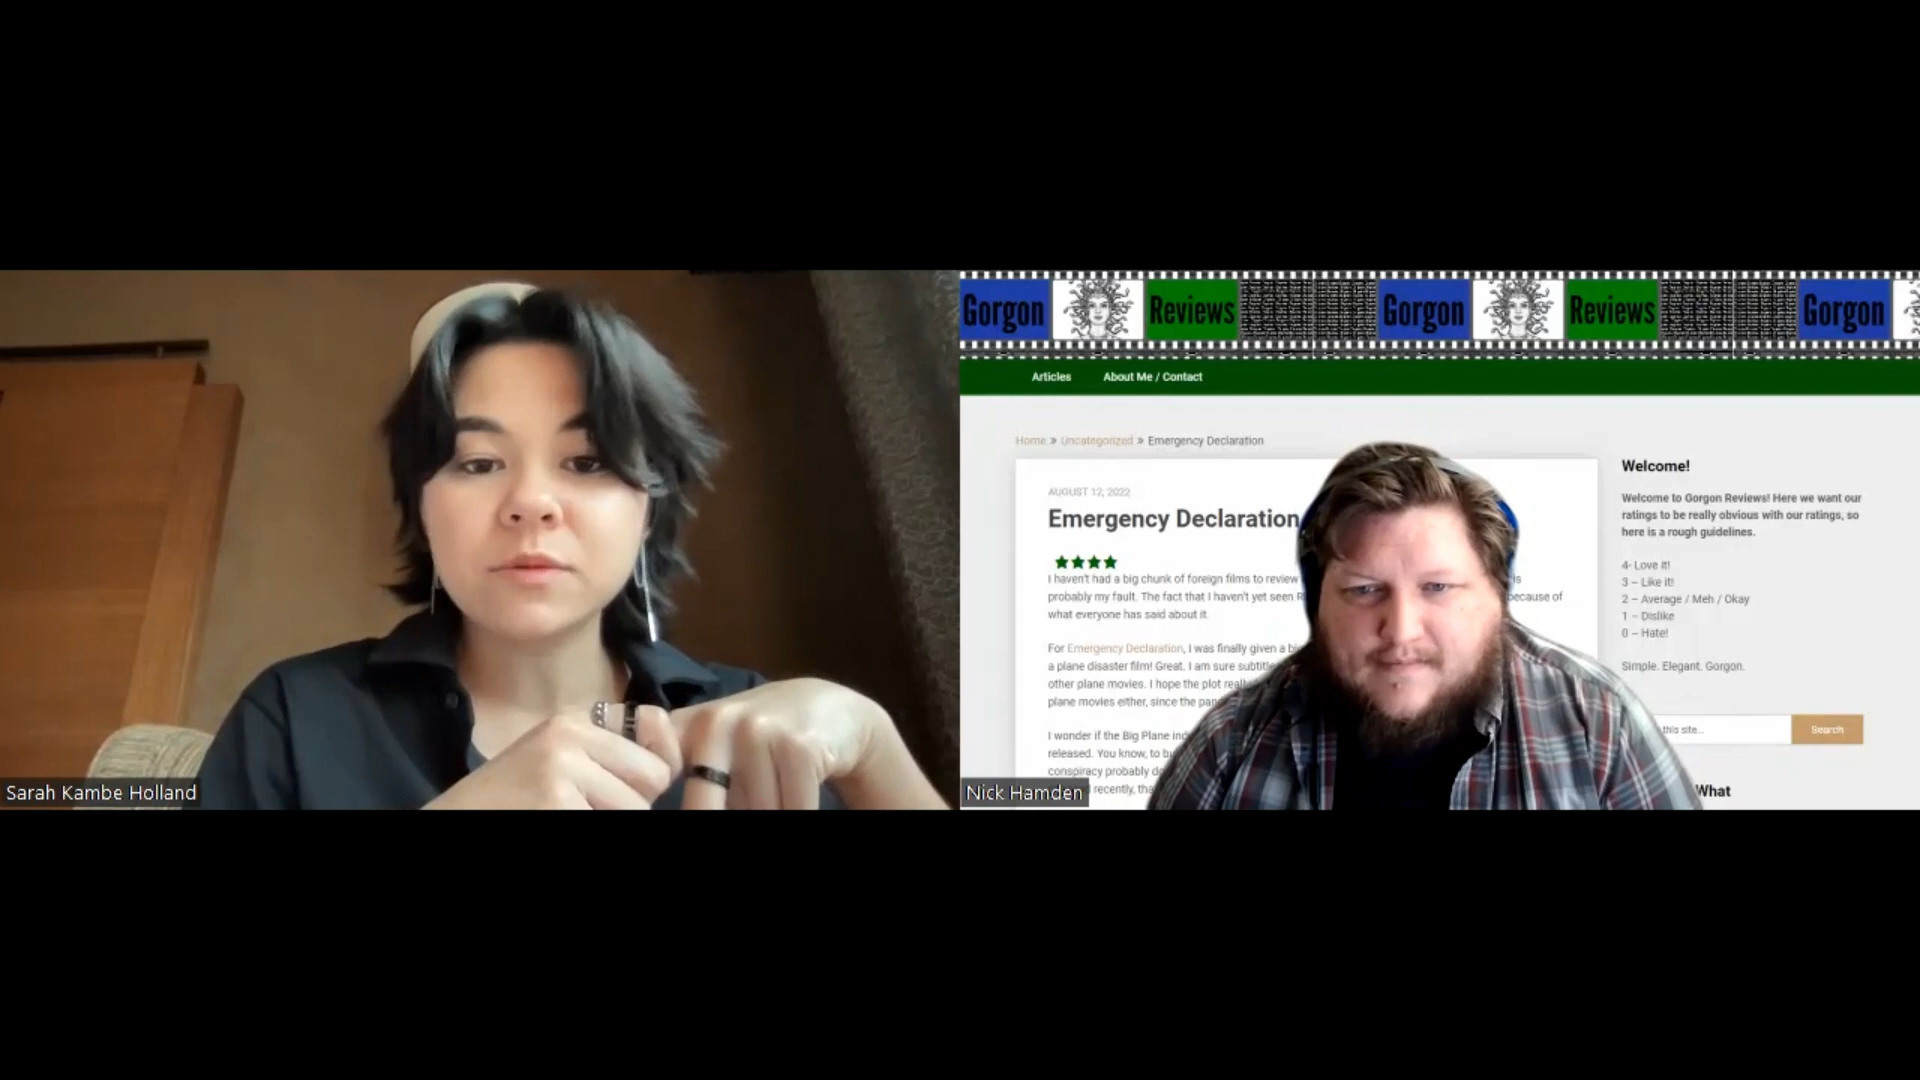 Gorgon Reviews Gorgon Reviews Gorgon
Articles About Me / Contact
Home » Uncategorized » Emergency Declaration
AUGUST 12, 2022
Emergency Declaration
I haven't had a big chunk of foreign films to review is
probably my fault. The fact that I haven't yet seen because of
what everyone has said about it.
For Emergency Declaration, I was finally given a
a plane disaster film! Great. I am sure
other plane movies. I hope the plot
plane movies either, since the
I wonder if the Big Plane
released. You know, to
conspiracy probably
recently,
Welcome!
Welcome to Gorgon Reviews! Here we want our
ratings to be really obvious with our ratings, so
here is a rough guidelines.
4- Love it!
3 – Like it!
2 – Average / Meh / Okay
1 – Dislike
0 – Hate!
Simple. Elegant. Gorgon.
this site... Search
What
Sarah Kambe Holland
Nick Hamden